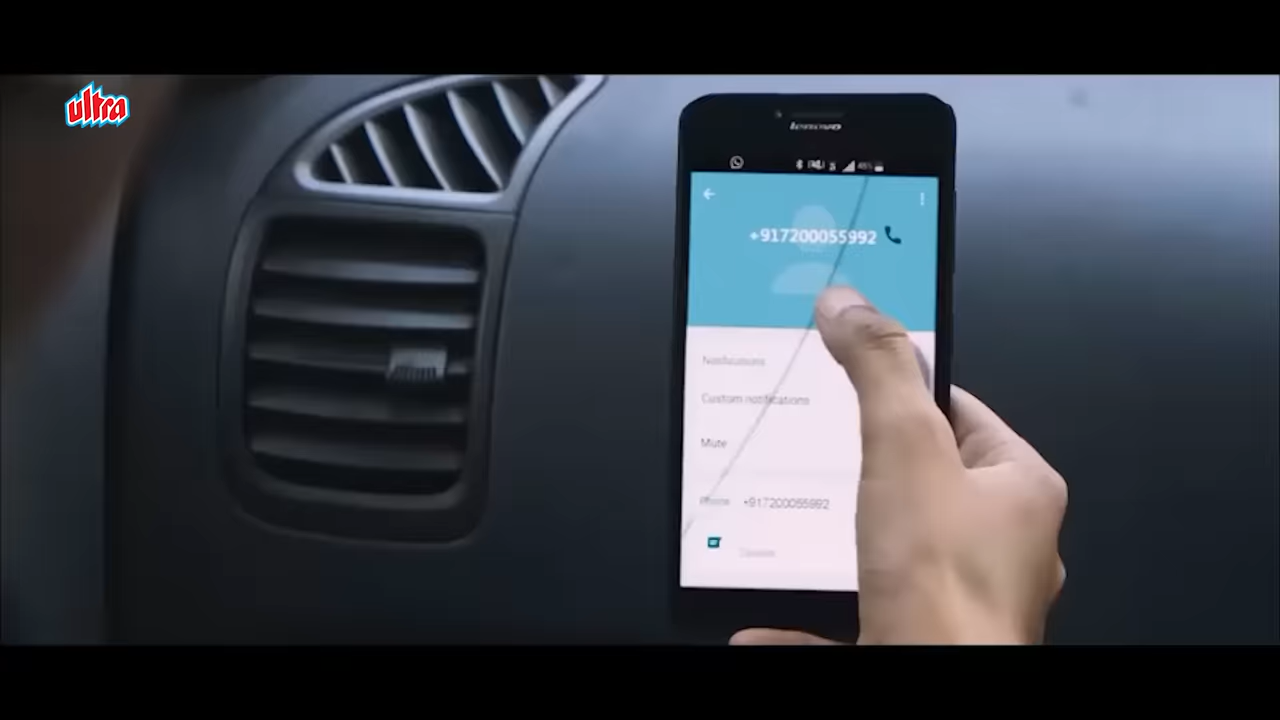 ultra
lenovo
+917200055992
Notifications
Custom notifications
Mute
Phone +917200055992